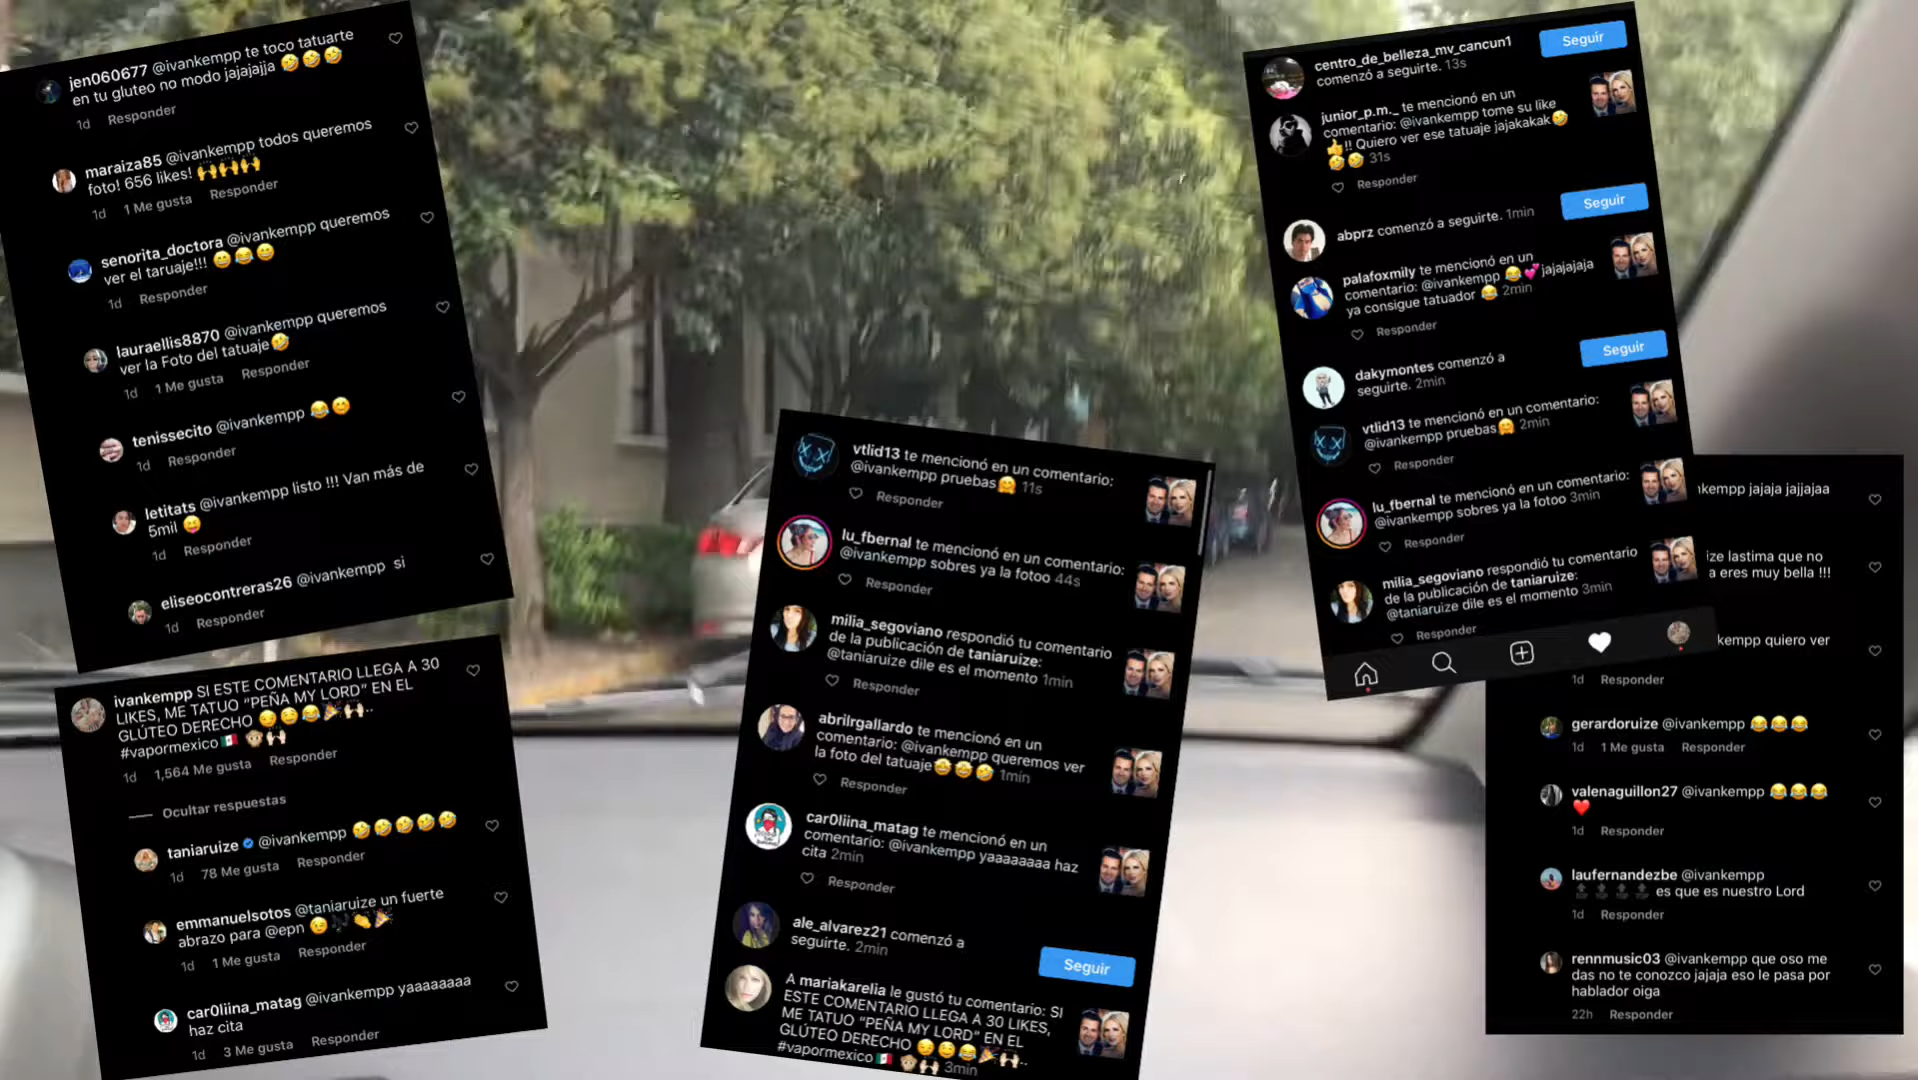 jen060677 @ivankempp te toco tatuarte
en tu gluteo no modo jajajajja 🤣🤣🤣
1d Responder
maraiza85 @ivankempp todos queremos
foto! 656 likes! 🙌🙌🙌
1d 1 Me gusta Responder
senorita_doctora @ivankempp queremos
ver el taruaje!!! 😄😂😊
1d Responder
lauraellis8870 @ivankempp queremos
ver la Foto del tatuaje🤣
1d 1 Me gusta Responder
tenissecito @ivankempp 😂😊
1d Responder
letitats @ivankempp listo !!! Van más de
5mil 😝
1d Responder
eliseocontreras26 @ivankempp si
1d Responder
ivankempp SI ESTE COMENTARIO LLEGA A 30
LIKES, ME TATUO “PEÑA MY LORD” EN EL
GLÚTEO DERECHO 😏😌😂🎉🙌🏻..
#vapormexico🇲🇽 🐵🙌🏻
1d 1,564 Me gusta Responder
Ocultar respuestas
taniaruize @ivankempp 🤣🤣🤣🤣🤣
1d 78 Me gusta Responder
emmanuelsotos @taniaruize un fuerte
abrazo para @epn 😉🎶👏🎉
1d 1 Me gusta Responder
car0liina_matag @ivankempp yaaaaaaaa
haz cita
1d 3 Me gusta Responder
vtlid13 te mencionó en un comentario:
@ivankempp pruebas🤗 11s
Responder
lu_fbernal te mencionó en un comentario:
@ivankempp sobres ya la fotoo 44s
Responder
milia_segoviano respondió tu comentario
de la publicación de taniaruize:
@taniaruize dile es el momento 1min
Responder
abrilrgallardo te mencionó en un
comentario: @ivankempp queremos ver
la foto del tatuaje🤩🤩🤣 1min
Responder
car0liina_matag te mencionó en un
comentario: @ivankempp yaaaaaaaa haz
cita 2min
Responder
ale_alvarez21 comenzó a
seguirte. 2min
Seguir
A mariakarelia le gustó tu comentario: SI
ESTE COMENTARIO LLEGA A 30 LIKES,
ME TATUO “PEÑA MY LORD” EN EL
GLÚTEO DERECHO 😏😌😂🎉🙌🏻..
#vapormexico🇲🇽 🐵🙌🏻 3min
centro_de_belleza_mv_cancun1
comenzó a seguirte. 13s
Seguir
junior_p.m._ te mencionó en un
comentario: @ivankempp tome su like
👍!! Quiero ver ese tatuaje jajakakak🤣
🤣🤣 31s
Responder
abprz comenzó a seguirte. 1min
Seguir
palafoxmily te mencionó en un
comentario: @ivankempp 😂💕jajajajaja
ya consigue tatuador 😂 2min
Responder
dakymontes comenzó a
seguirte. 2min
Seguir
vtlid13 te mencionó en un comentario:
@ivankempp pruebas🤗 2min
Responder
lu_fbernal te mencionó en un comentario:
@ivankempp sobres ya la fotoo 3min
Responder
milia_segoviano respondió tu comentario
de la publicación de taniaruize:
@taniaruize dile es el momento 3min
Responder
kempp jajaja jajjajaa
ize lastima que no
a eres muy bella !!!
kempp quiero ver
1d Responder
gerardoruize @ivankempp 😂😂😂
1d 1 Me gusta Responder
valenaguillon27 @ivankempp 😂😂😂
❤️
1d Responder
laufernandezbe @ivankempp
es que es nuestro Lord
1d Responder
rennmusic03 @ivankempp que oso me
das no te conozco jajaja eso le pasa por
hablador oiga
22h Responder